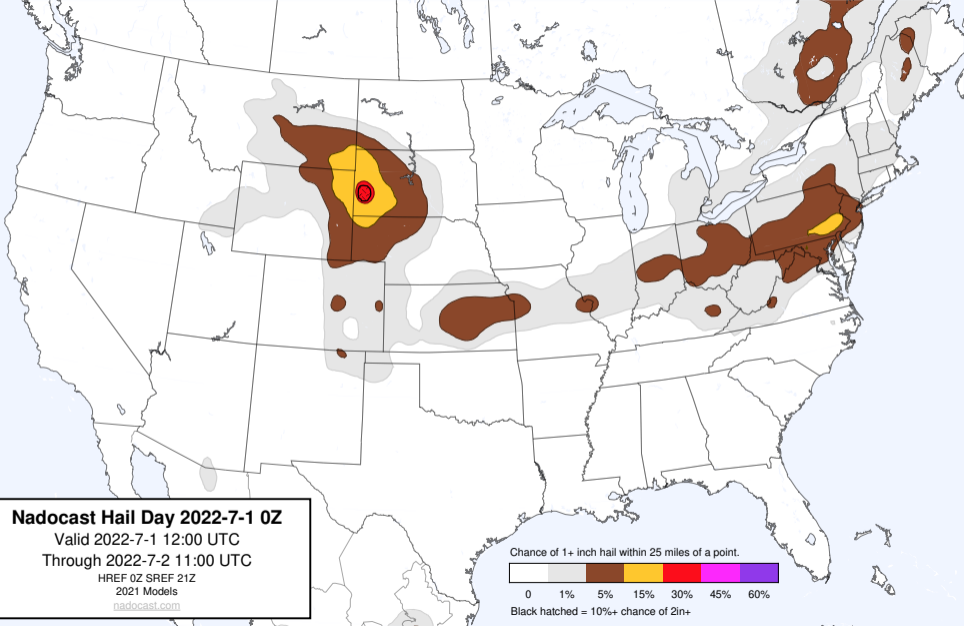 Nadocast Hail Day 2022-7-1 0Z
Valid 2022-7-1 12:00 UTC
Through 2022-7-2 11:00 UTC
HREF 0Z SREF 21Z
2021 Models
nadocast.com
Chance of 1+ inch hail within 25 miles of a point.
0 1% 5% 15% 30% 45% 60%
Black hatched = 10%+ chance of 2in+